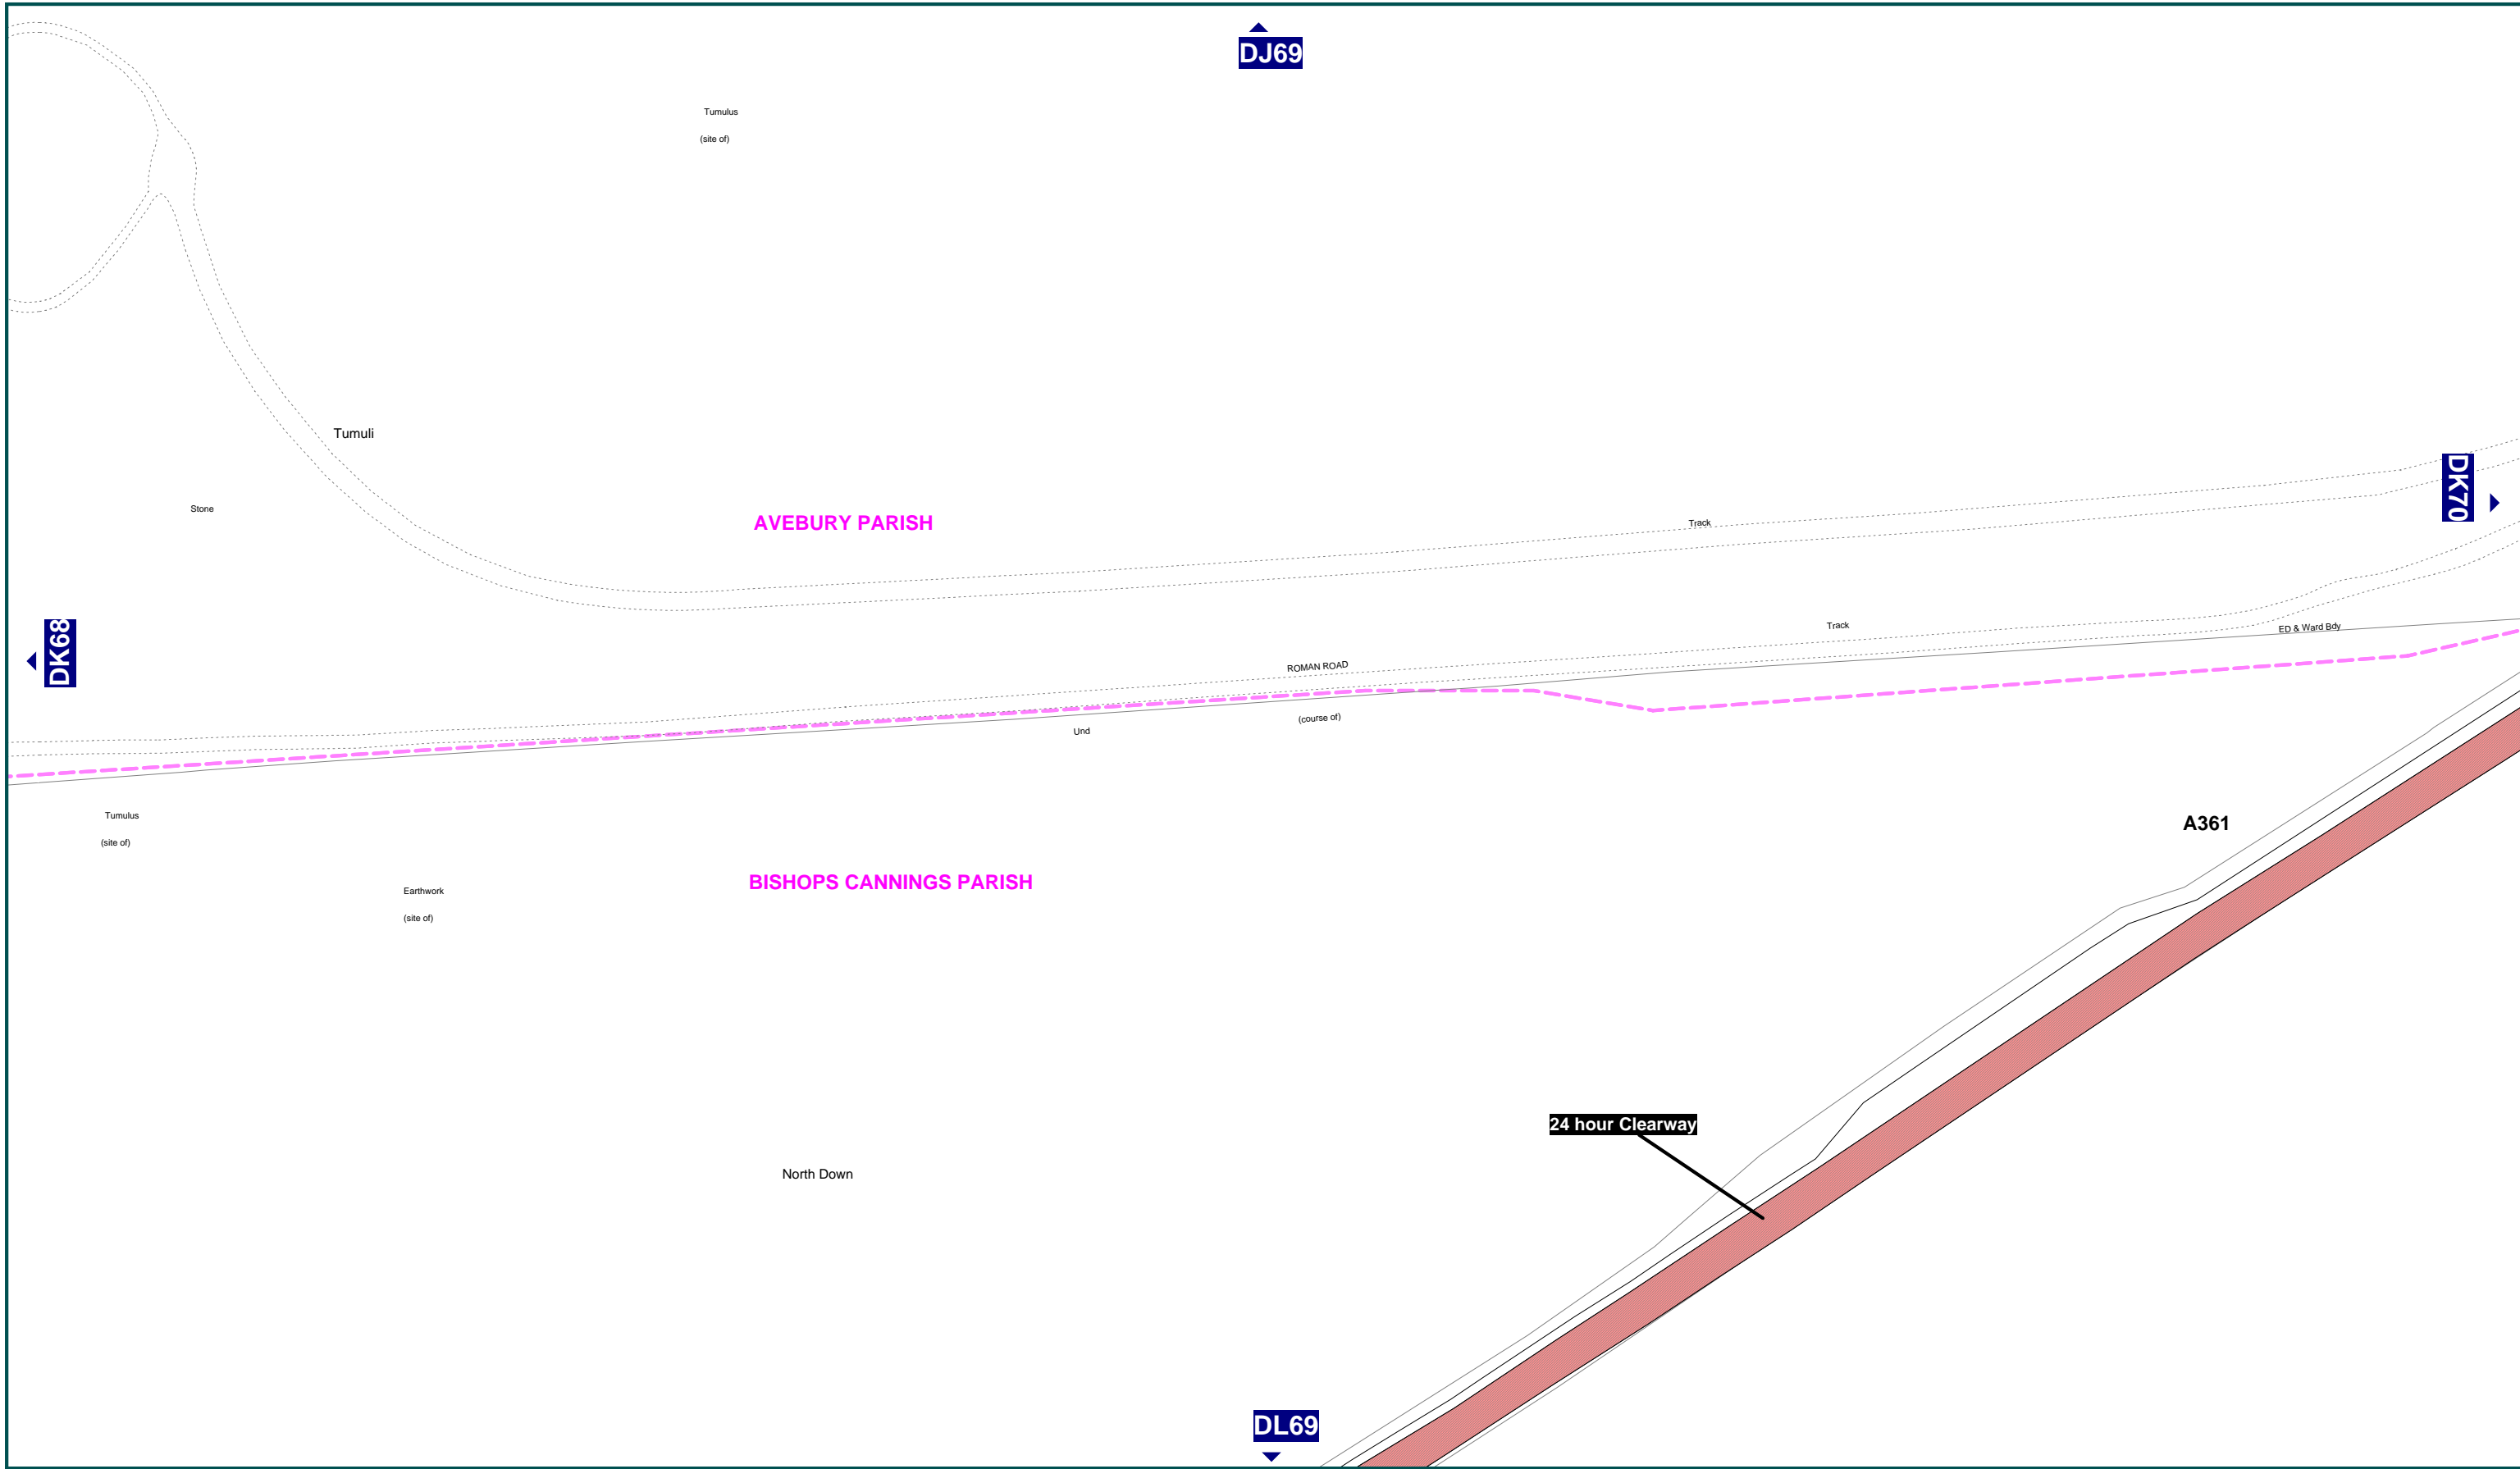 DJ69
Tumulus
(site of)
Tumuli
Stone
AVEBURY PARISH
Track
DK70
DK68
Track
ED & Ward Bdy
ROMAN ROAD
(course of)
Und
Tumulus
(site of)
A361
Earthwork
(site of)
BISHOPS CANNINGS PARISH
24 hour Clearway
North Down
DL69